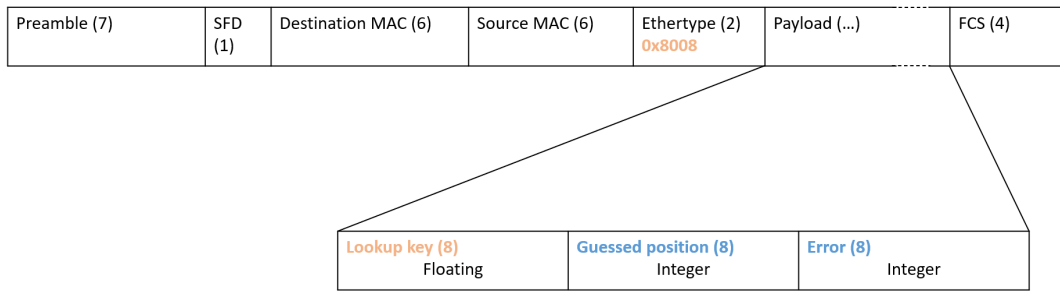 Preamble (7)
SFD
(1)
Destination MAC (6)
Source MAC (6)
Ethertype (2)
0x8008
Payload (...)
FCS (4)
Lookup key (8)
Floating
Guessed position (8)
Integer
Error (8)
Integer